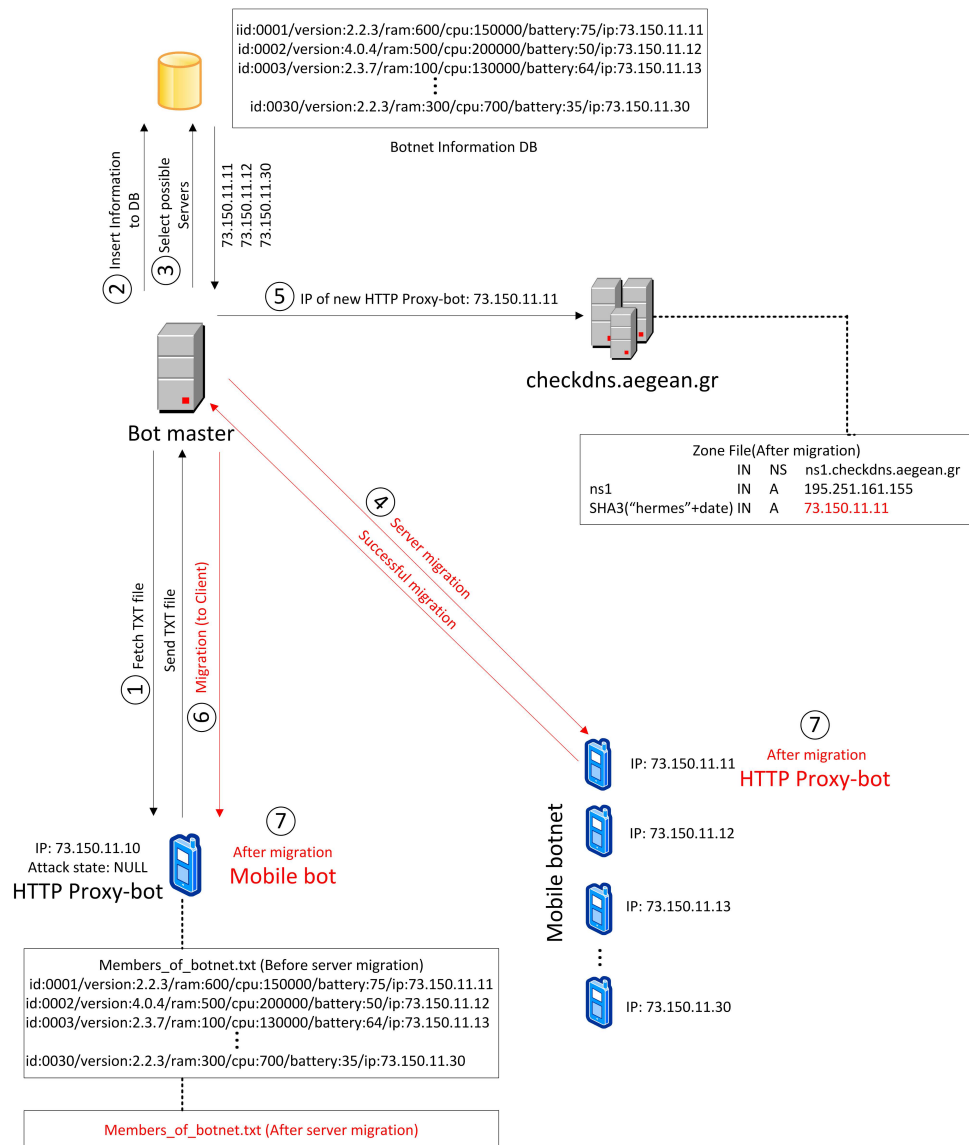 iid:0001/version:2.2.3/ram:600/cpu:150000/battery:75/ip:73.150.11.11
id:0002/version:4.0.4/ram:500/cpu:200000/battery:50/ip:73.150.11.12
id:0003/version:2.3.7/ram:100/cpu:130000/battery:64/ip:73.150.11.13
id:0030/version:2.2.3/ram:300/cpu:700/battery:35/ip:73.150.11.30
Botnet Information DB
2 Insert Information
to DB
3 Select possible
Servers
73.150.11.11
73.150.11.12
73.150.11.30
5 IP of new HTTP Proxy-bot: 73.150.11.11
checkdns.aegean.gr
Bot master
Zone File(After migration)
IN NS ns1.checkdns.aegean.gr
ns1 IN A 195.251.161.155
SHA3("hermes"+date) IN A 73.150.11.11
4 Server migration
Successful migration
1 Fetch TXT file
Send TXT file
6 Migration (to Client)
7
After migration
HTTP Proxy-bot
IP: 73.150.11.11
IP: 73.150.11.12
IP: 73.150.11.13
IP: 73.150.11.30
Mobile botnet
IP: 73.150.11.10
Attack state: NULL
HTTP Proxy-bot
7
After migration
Mobile bot
Members_of_botnet.txt (Before server migration)
id:0001/version:2.2.3/ram:600/cpu:150000/battery:75/ip:73.150.11.11
id:0002/version:4.0.4/ram:500/cpu:200000/battery:50/ip:73.150.11.12
id:0003/version:2.3.7/ram:100/cpu:130000/battery:64/ip:73.150.11.13
id:0030/version:2.2.3/ram:300/cpu:700/battery:35/ip:73.150.11.30
Members_of_botnet.txt (After server migration)